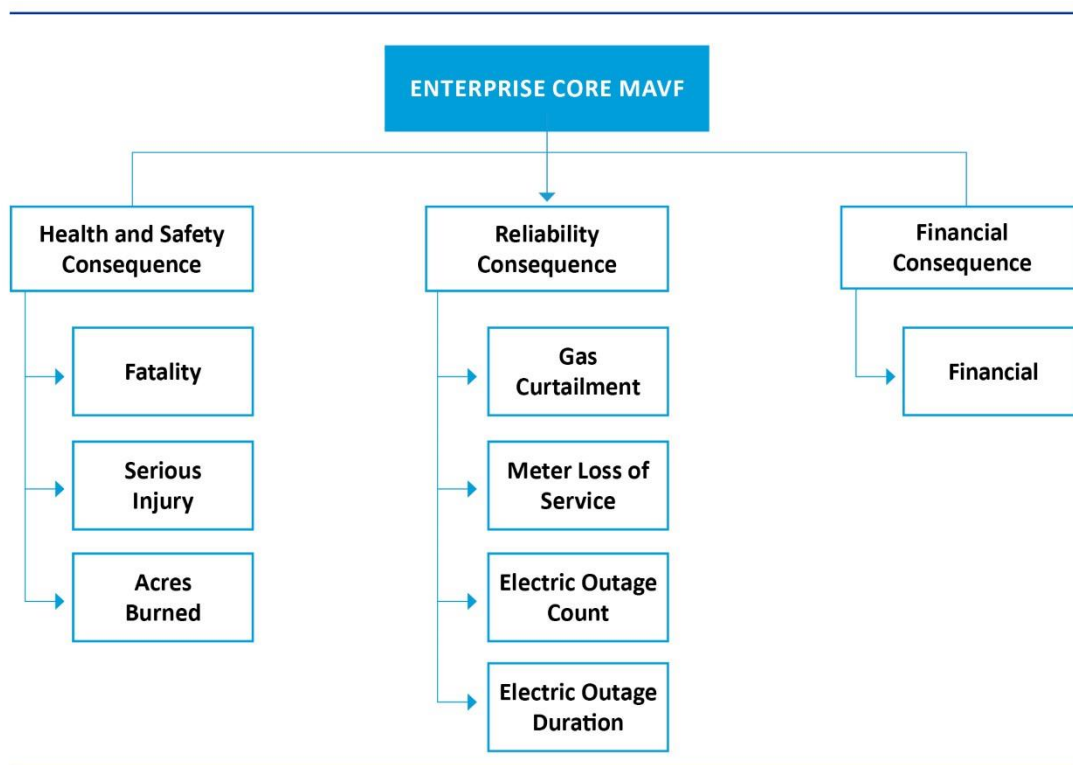 ENTERPRISE CORE MAVF
Health and Safety
Consequence
Fatality
Serious
Injury
Acres
Burned
Reliability
Consequence
Gas
Curtailment
Meter Loss of
Service
Electric Outage
Count
Electric Outage
Duration
Financial
Consequence
Financial